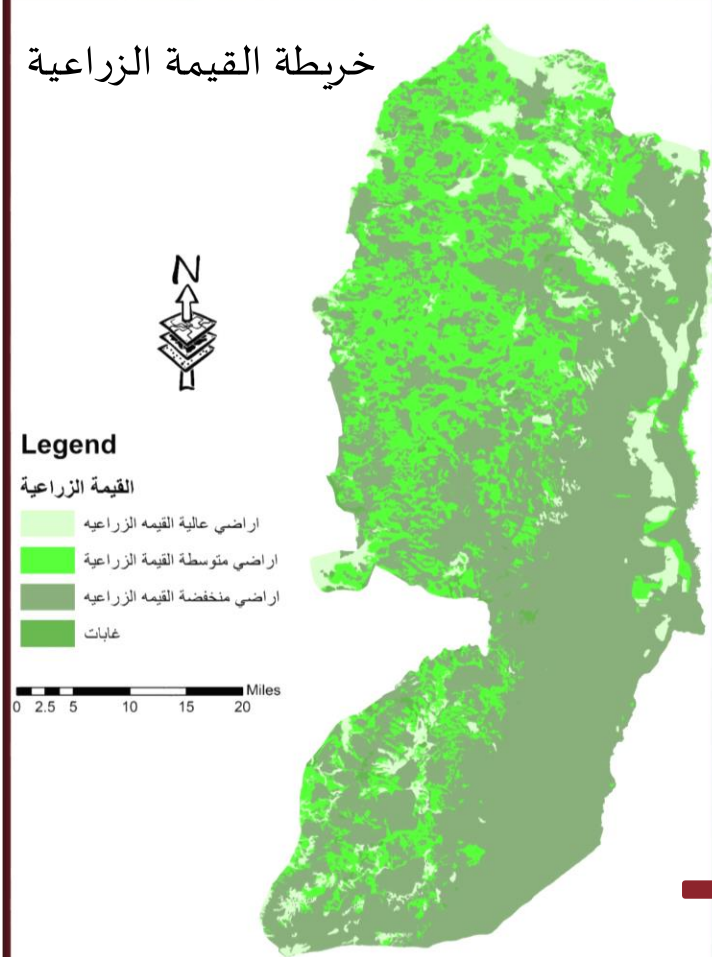 خريطة القيمة الزراعية
N
Legend
القيمة الزراعية
اراضي عالية القيمه الزراعيه
اراضي متوسطة القيمة الزراعية
اراضي منخفضة القيمه الزراعيه
غابات
Miles
0 2.5 5 10 15 20